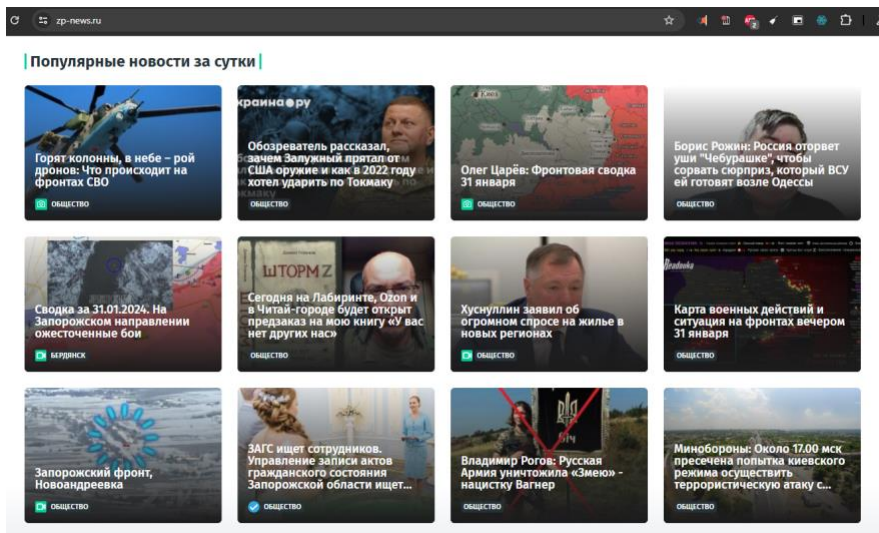 zp-news.ru
Популярные новости за сутки
Горят колонны, в небе – рой
дронов: Что происходит на
фронтах СВО
ОБЩЕСТВО
краина ру
Обозреватель рассказал,
зачем Залужный прятал от
США оружие и как в 2022 году
хотел ударить по Токмаку
ОБЩЕСТВО
Олег Царёв: Фронтовая сводка
31 января
ОБЩЕСТВО
Борис Рожин: Россия оторвет
уши "Чебурашке", чтобы
сорвать сюрприз, который ВСУ
ей готовят возле Одессы
ОБЩЕСТВО
Сводка за 31.01.2024. На
Запорожском направлении
ожесточенные бои
БЕРДЯНСК
ШТОРМ Z
Сегодня на Лабиринте, Ozon и
в Читай-городе будет открыт
предзаказ на мою книгу «У вас
нет других нас»
ОБЩЕСТВО
Хуснуллин заявил об
огромном спросе на жилье в
новых регионах
ОБЩЕСТВО
Readovka
Карта военных действий и
ситуация на фронтах вечером
31 января
ОБЩЕСТВО
Запорожский фронт,
Новоандреевка
ОБЩЕСТВО
ЗАГС ищет сотрудников.
Управление записи актов
гражданского состояния
Запорожской области ищет...
ОБЩЕСТВО
Січ
Владимир Рогов: Русская
Армия уничтожила «Змею» -
нацистку Вагнер
ОБЩЕСТВО
Минобороны: Около 17.00 мск
пресечена попытка киевского
режима осуществить
террористическую атаку с...
ОБЩЕСТВО